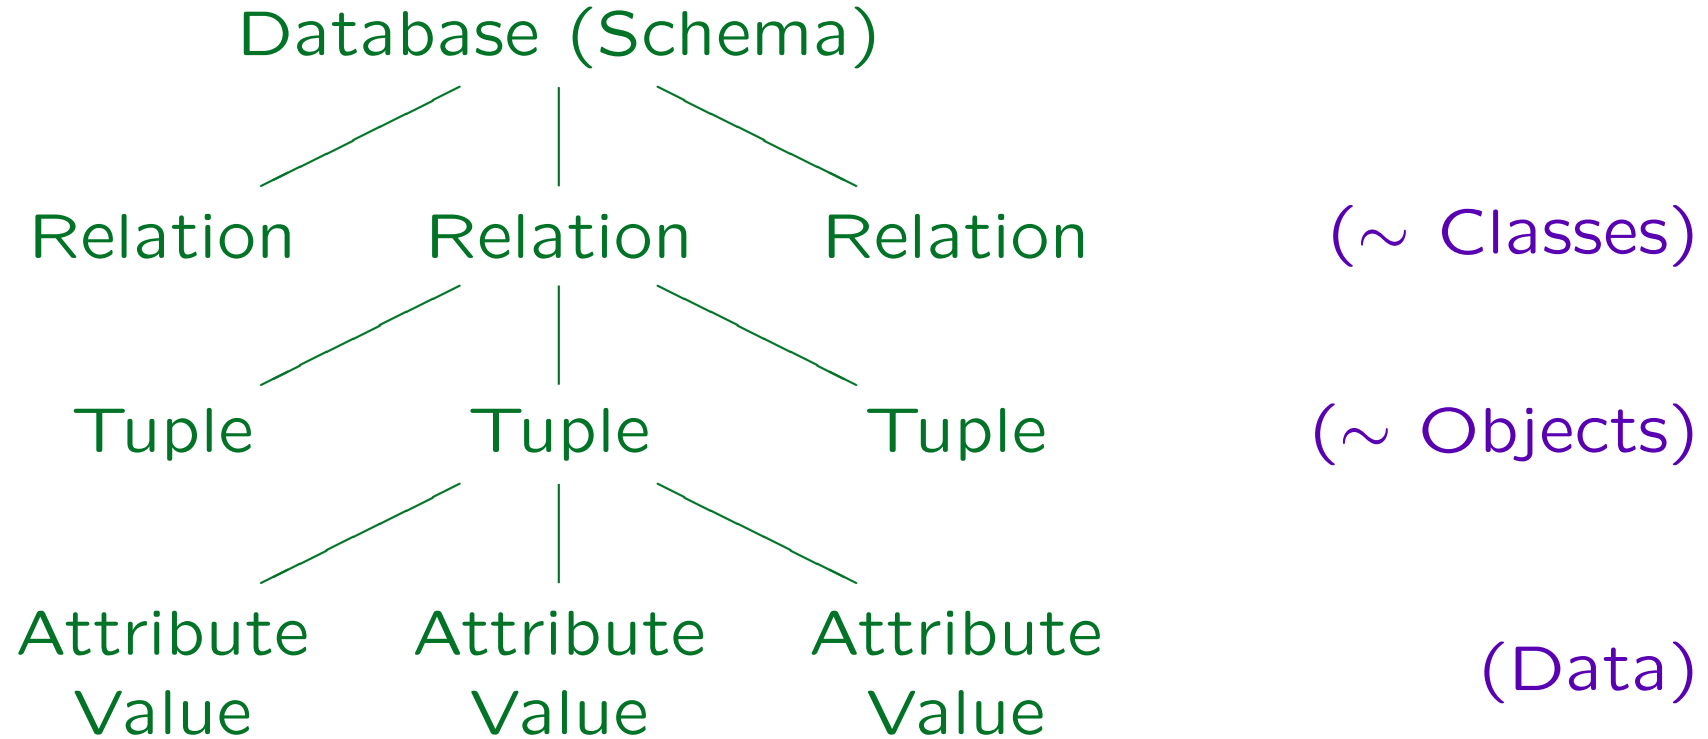 Database (Schema)
Relation Relation Relation (∼ Classes)
Tuple Tuple Tuple (∼ Objects)
Attribute Attribute Attribute
Value Value Value (Data)